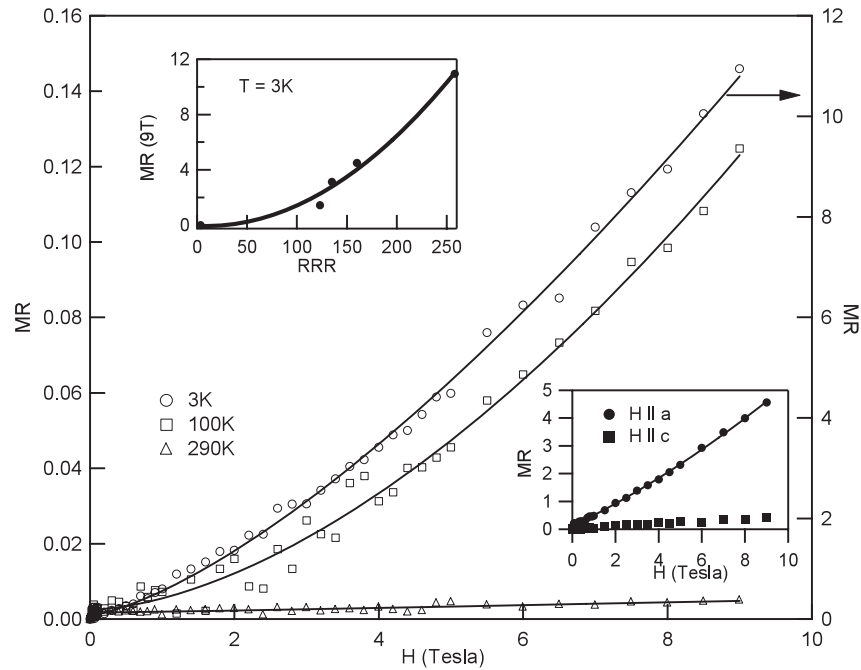 0.16
0.14
0.12
0.10
0.08
0.06
0.04
0.02
0.00
MR
12
10
8
6
4
2
0
MR
0 2 4 6 8 10
H (Tesla)
3K
100K
290K
12
8
4
0
MR (9T)
T = 3K
0 50 100 150 200 250
RRR
5
4
3
2
1
0
MR
H II a
H II c
0 2 4 6 8 10
H (Tesla)